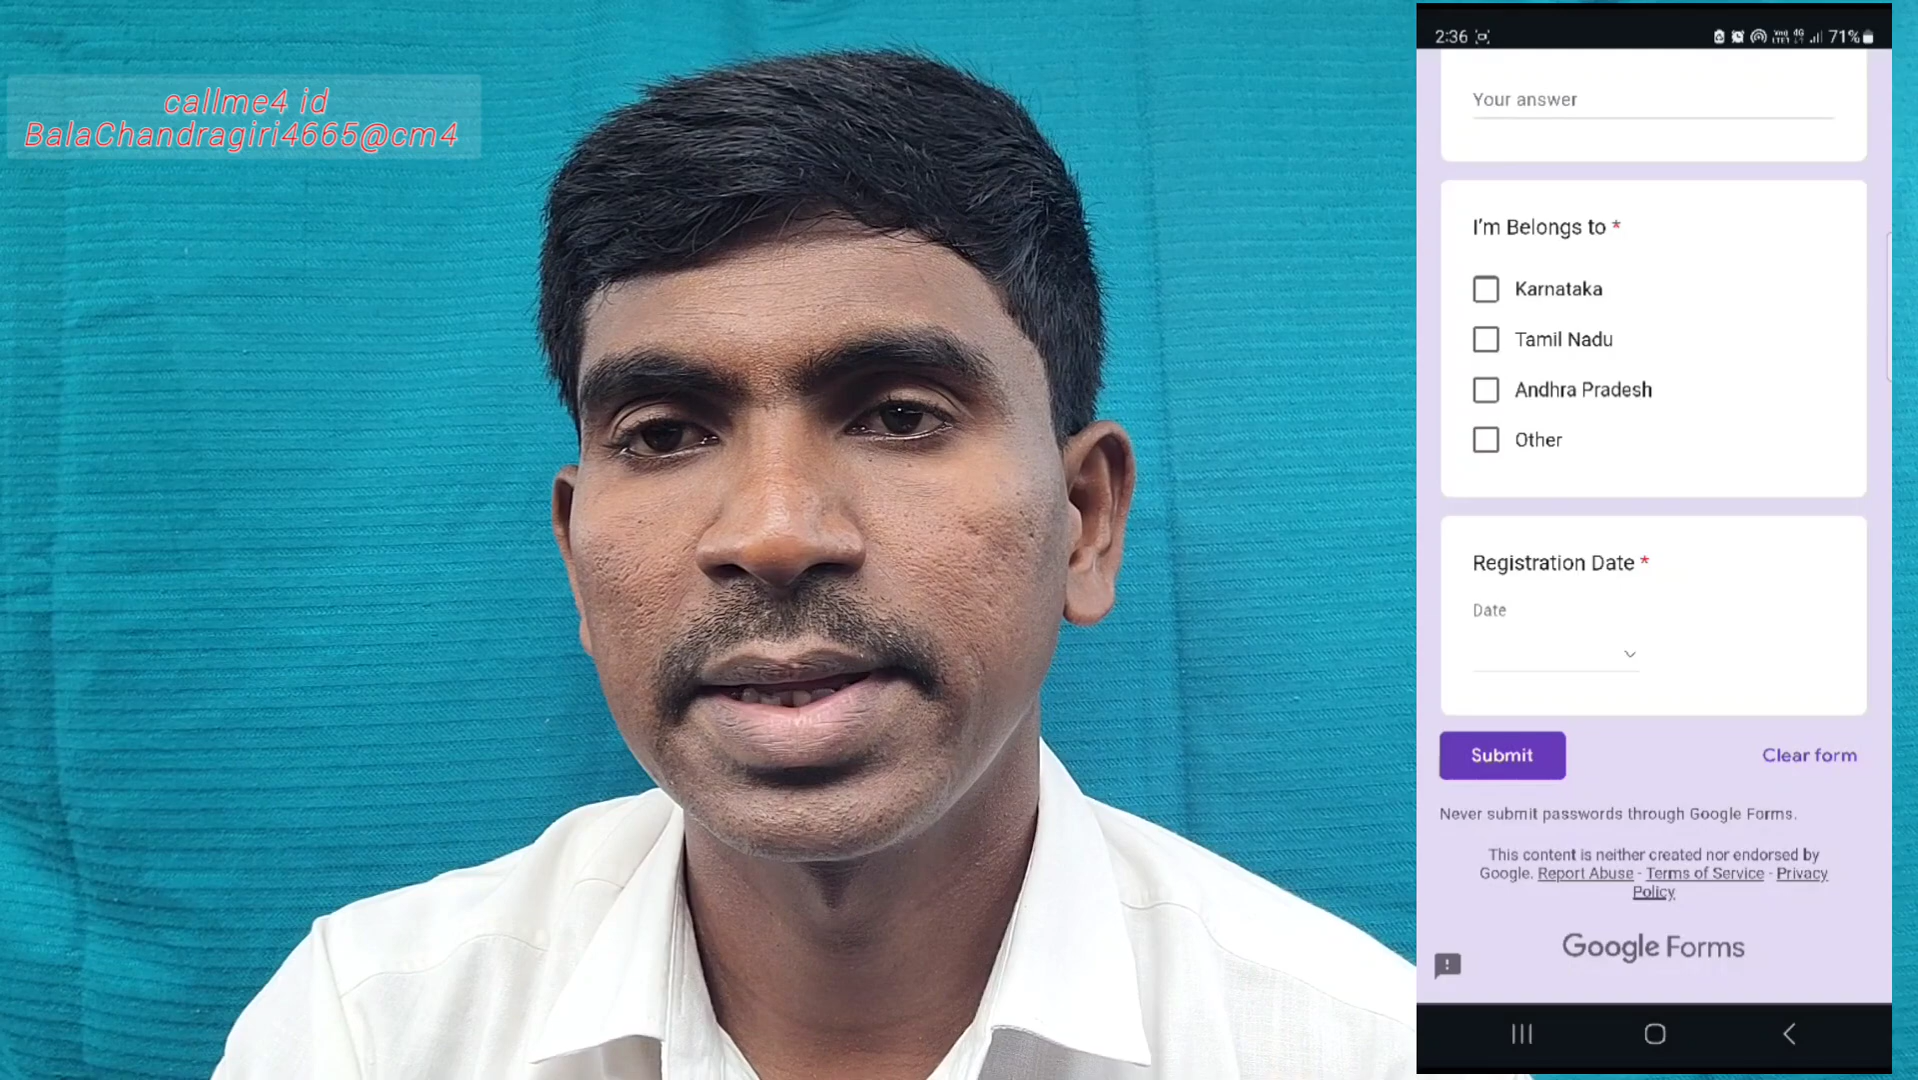 callme4 id
BalaChandragiri4665@cm4
2:36
71%
Your answer
I'm Belongs to *
Karnataka
Tamil Nadu
Andhra Pradesh
Other
Registration Date *
Date
Submit
Clear form
Never submit passwords through Google Forms.
This content is neither created nor endorsed by
Google. Report Abuse - Terms of Service - Privacy
Policy
Google Forms